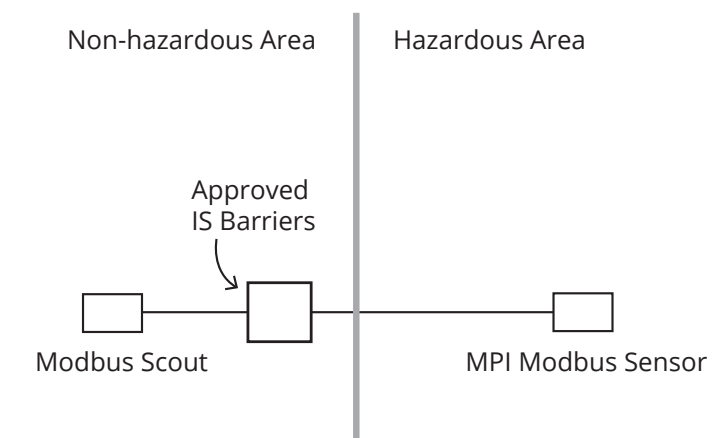 Non-hazardous Area
Hazardous Area
Approved
IS Barriers
Modbus Scout
MPI Modbus Sensor